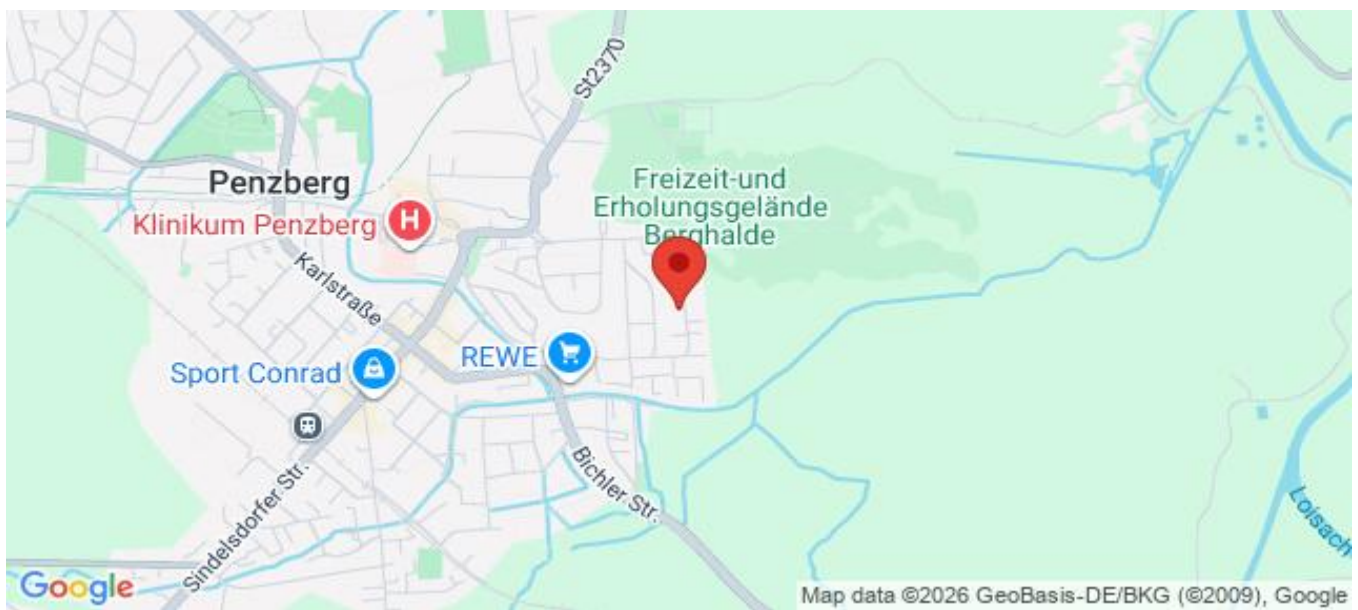 St2370
Penzberg
Klinikum Penzberg
H
Freizeit-und
Erholungsgelände
Berghalde
Karlstraße
REWE
Sport Conrad
Sindelsdorfer Str.
Bichler Str.
Loisach
Google
Map data ©2026 GeoBasis-DE/BKG (©2009), Google